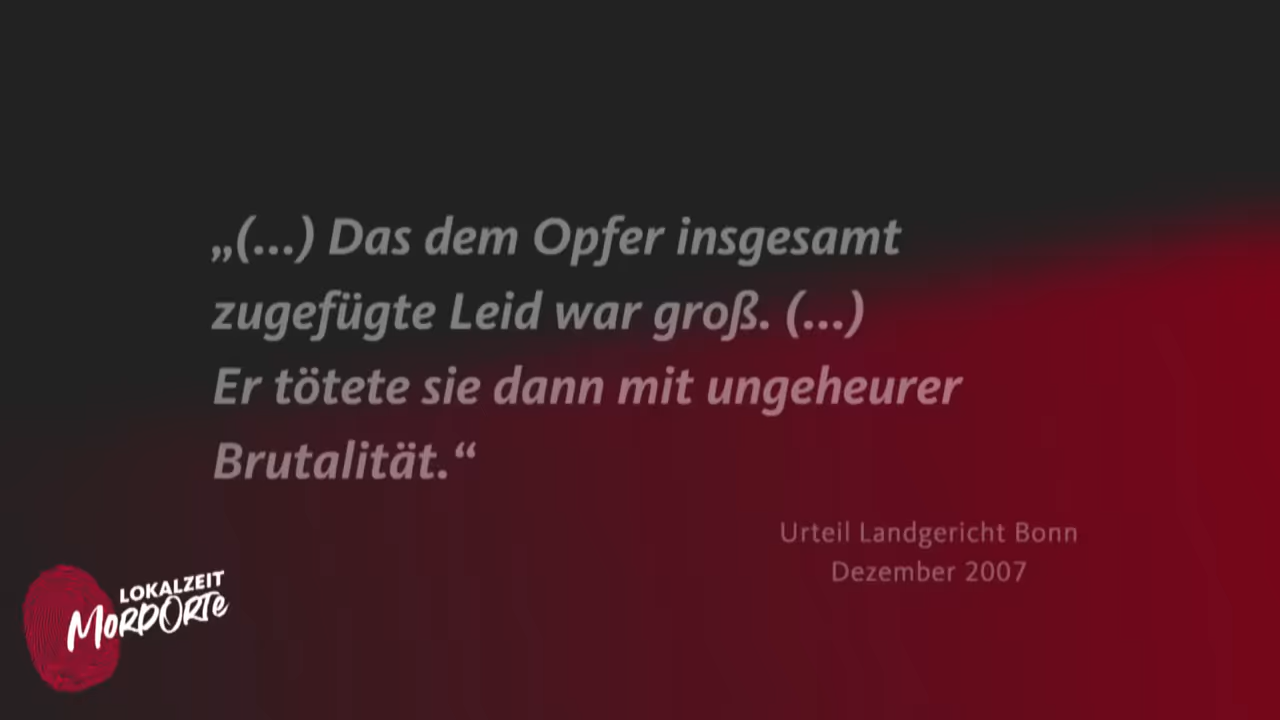 „(...) Das dem Opfer insgesamt
zugefügte Leid war groß. (...)
Er tötete sie dann mit ungeheurer
Brutalität.“
Urteil Landgericht Bonn
Dezember 2007
LOKALZEIT
MORDORTe